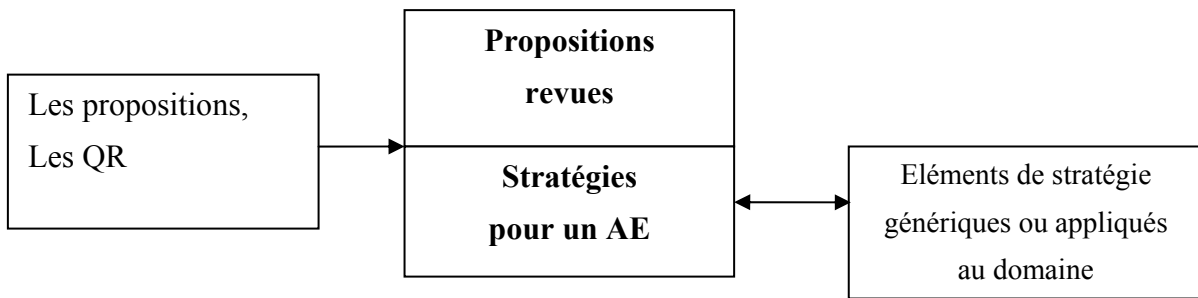 Les propositions,
Les QR
Propositions
revues
Stratégies
pour un AE
Eléments de stratégie
génériques ou appliqués
au domaine